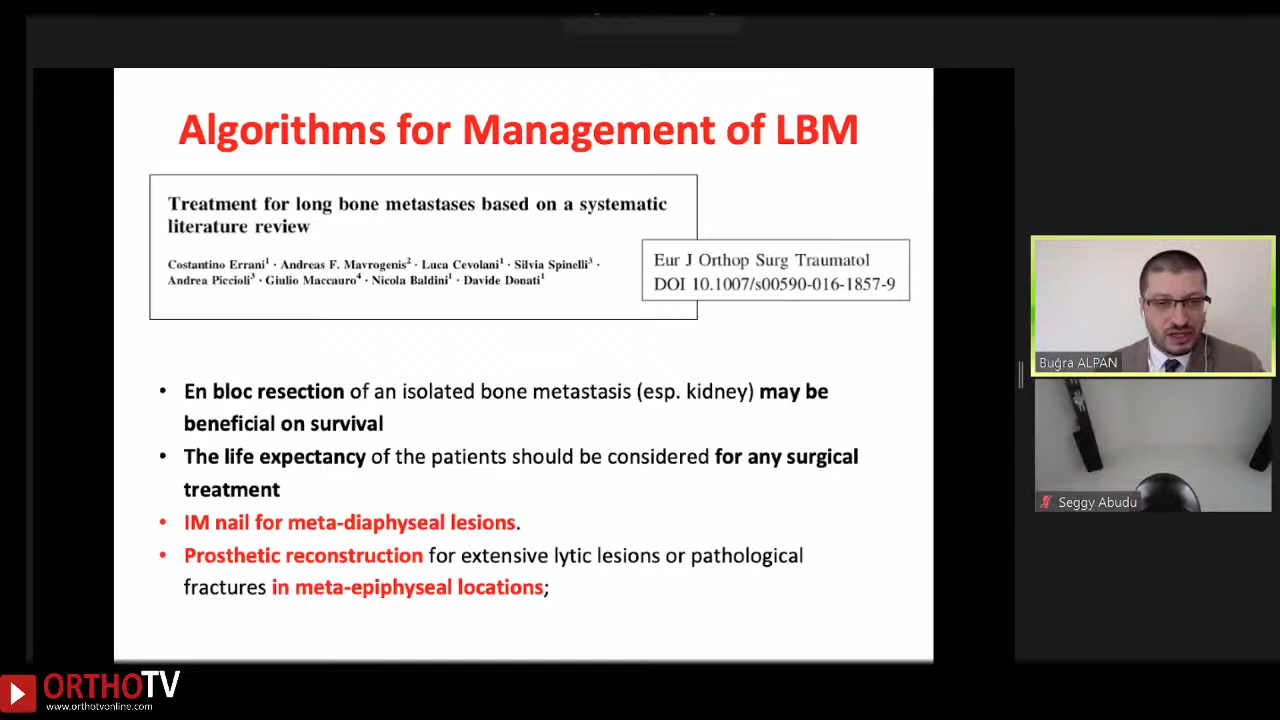 Algorithms for Management of LBM
Treatment for long bone metastases based on a systematic
literature review
Costantino Errani¹ · Andreas F. Mavrogenis² · Luca Cevolani¹ · Silvia Spinelli³ ·
Andrea Piccioli³ · Giulio Maccauro⁴ · Nicola Baldini¹ · Davide Donati¹
Eur J Orthop Surg Traumatol
DOI 10.1007/s00590-016-1857-9
• En bloc resection of an isolated bone metastasis (esp. kidney) may be
beneficial on survival
• The life expectancy of the patients should be considered for any surgical
treatment
• IM nail for meta-diaphyseal lesions.
• Prosthetic reconstruction for extensive lytic lesions or pathological
fractures in meta-epiphyseal locations;
Buğra ALPAN
Seggy Abudu
ORTHOTV
www.orthotvonline.com